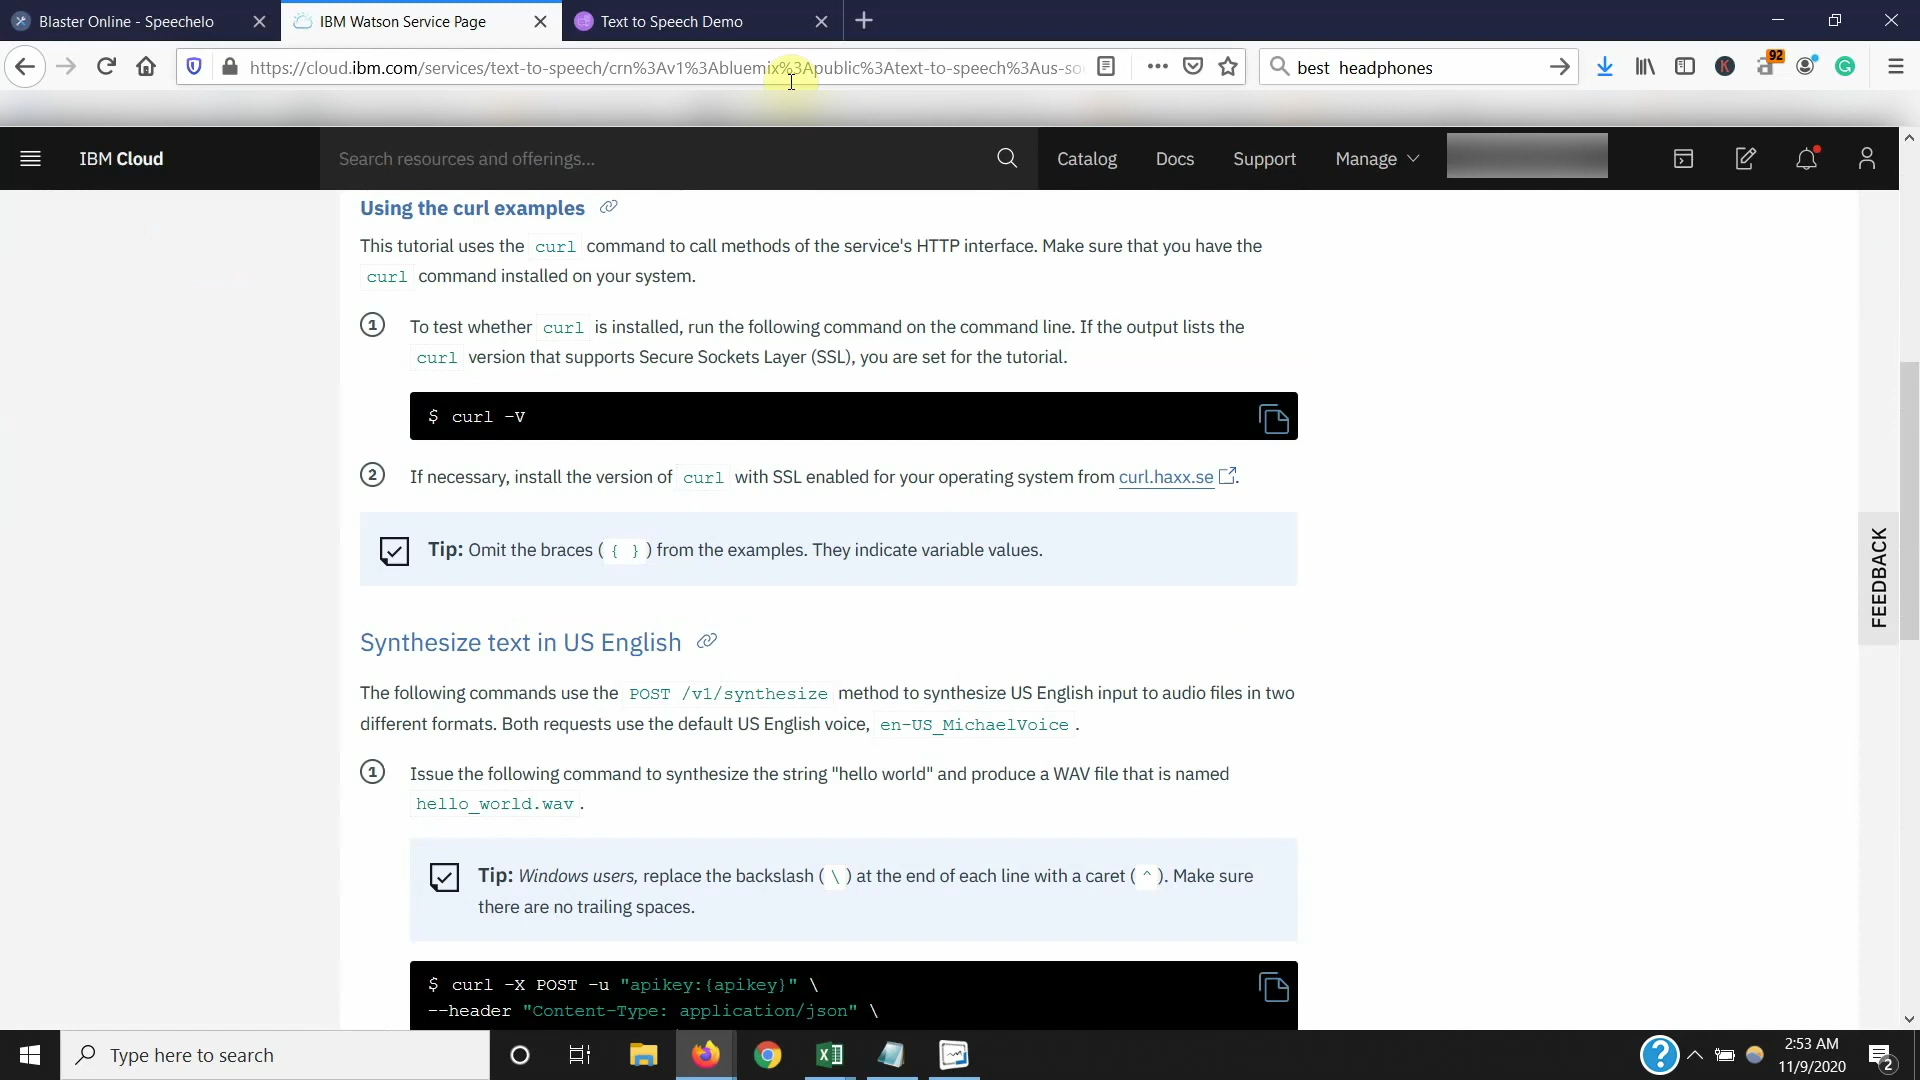 Blaster Online - Speechelo
IBM Watson Service Page
Text to Speech Demo
https://cloud.ibm.com/services/text-to-speech/crn%3Av1%3Abluemix%3Apublic%3Atext-to-speech%3Aus-so
best headphones
92
IBM Cloud
Search resources and offerings...
Catalog
Docs
Support
Manage
Using the curl examples
This tutorial uses the curl command to call methods of the service's HTTP interface. Make sure that you have the
curl command installed on your system.
1 To test whether curl is installed, run the following command on the command line. If the output lists the
curl version that supports Secure Sockets Layer (SSL), you are set for the tutorial.
$ curl -V
2 If necessary, install the version of curl with SSL enabled for your operating system from curl.haxx.se.
Tip: Omit the braces ( { } ) from the examples. They indicate variable values.
Synthesize text in US English
The following commands use the POST /v1/synthesize method to synthesize US English input to audio files in two
different formats. Both requests use the default US English voice, en-US_MichaelVoice .
1 Issue the following command to synthesize the string "hello world" and produce a WAV file that is named
hello_world.wav .
Tip: Windows users, replace the backslash ( \ ) at the end of each line with a caret ( ^ ). Make sure
there are no trailing spaces.
$ curl -X POST -u "apikey:{apikey}" \
--header "Content-Type: application/json" \
FEEDBACK
Type here to search
2:53 AM
11/9/2020
2